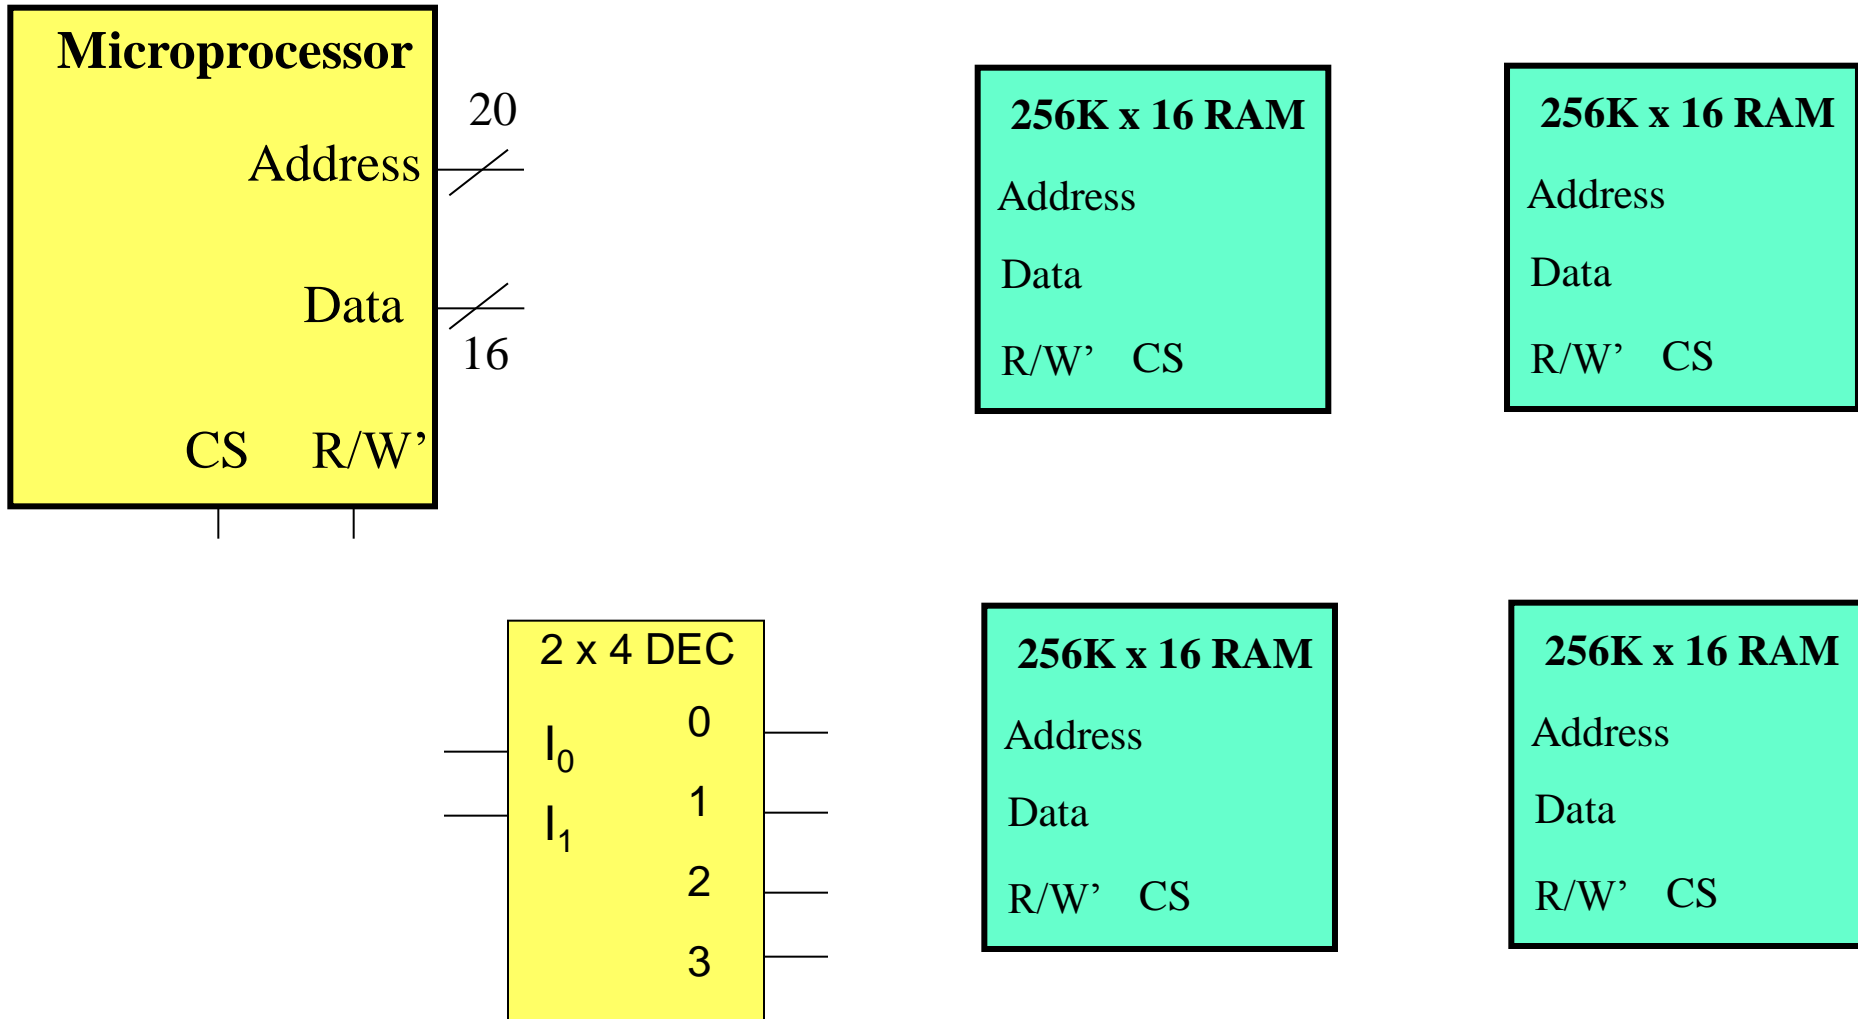 Microprocessor
20
Address
Data
16
CS R/W’
256K x 16 RAM
Address
Data
R/W’ CS
256K x 16 RAM
Address
Data
R/W’ CS
2 x 4 DEC
0
I0
1
I1
2
3
256K x 16 RAM
Address
Data
R/W’ CS
256K x 16 RAM
Address
Data
R/W’ CS